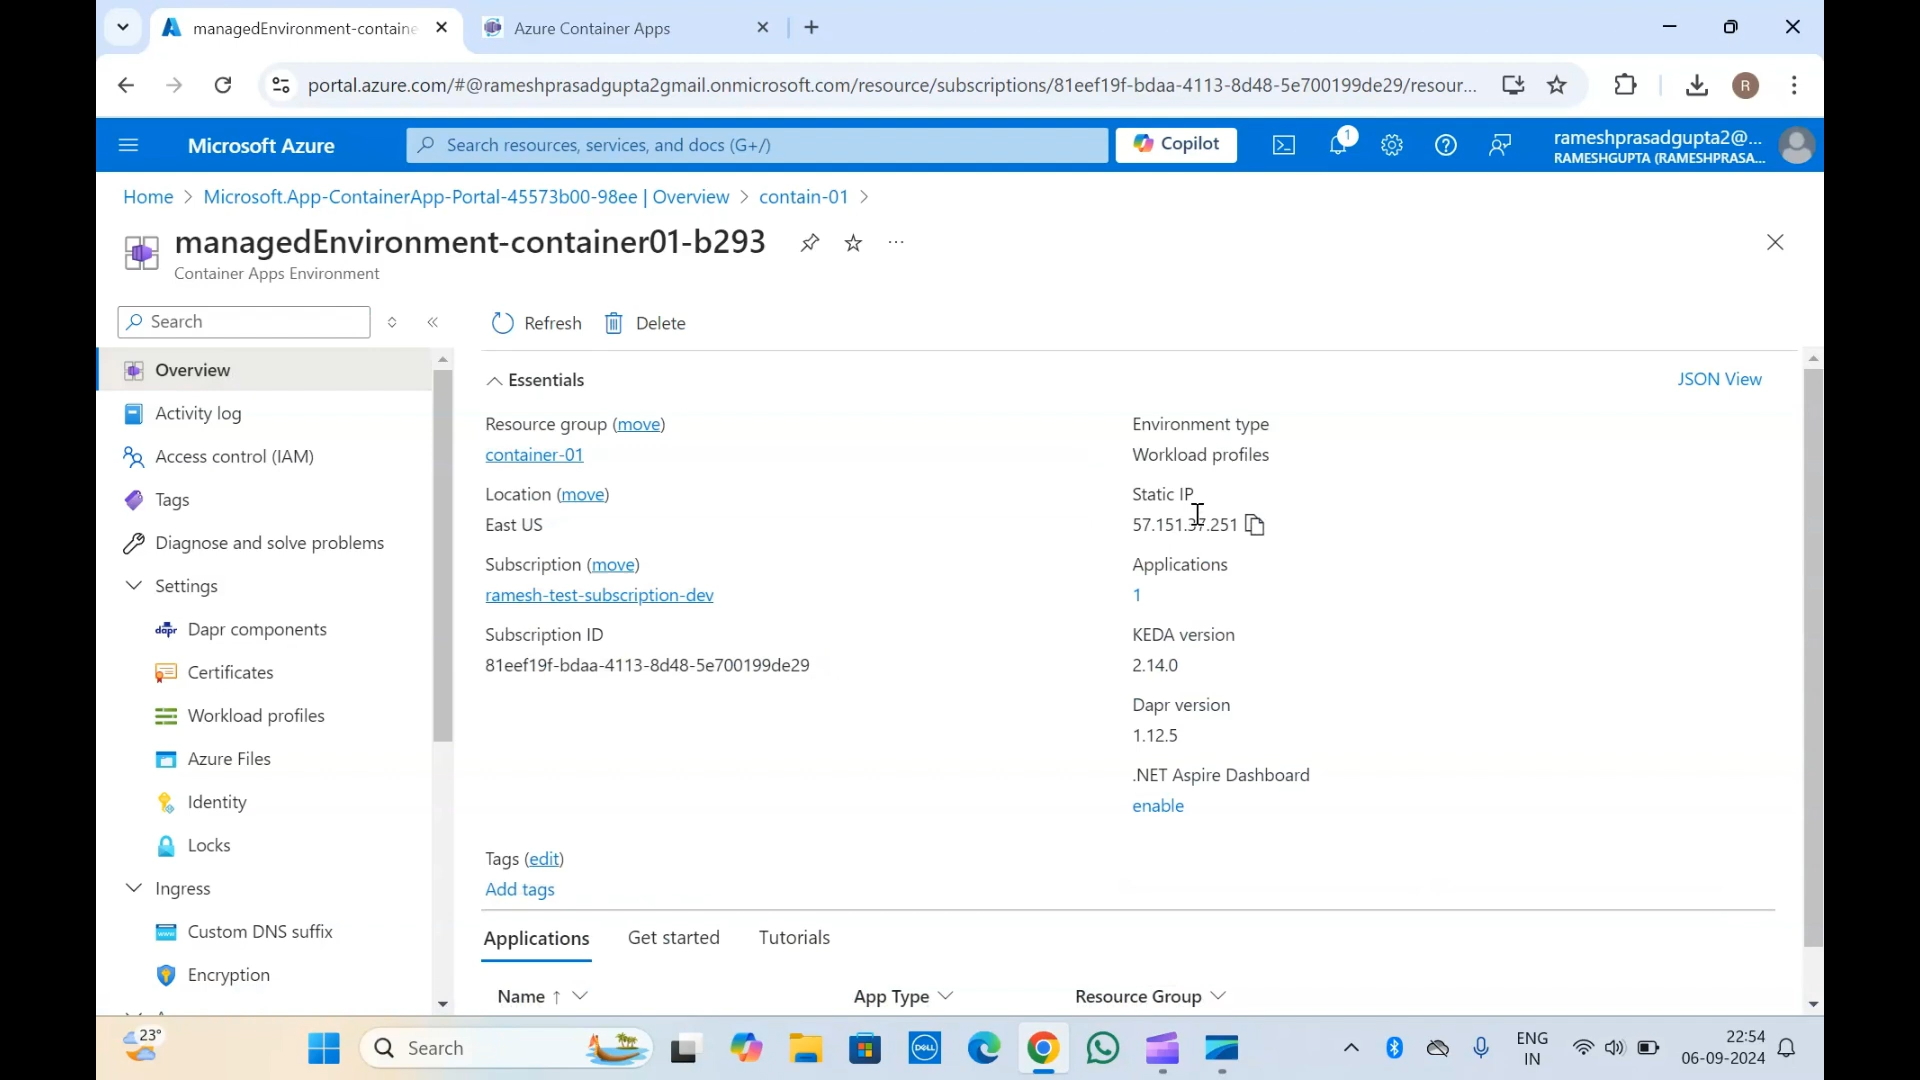 managedEnvironment-containe
Azure Container Apps
portal.azure.com/#@rameshprasadgupta2gmail.onmicrosoft.com/resource/subscriptions/81eef19f-bdaa-4113-8d48-5e700199de29/resour...
R
Microsoft Azure
Search resources, services, and docs (G+/)
Copilot
1
rameshprasadgupta2@...
RAMESHGUPTA (RAMESHPRASA...
Home > Microsoft.App-ContainerApp-Portal-45573b00-98ee | Overview > contain-01 >
managedEnvironment-container01-b293
Container Apps Environment
Search
Refresh
Delete
Overview
Activity log
Access control (IAM)
Tags
Diagnose and solve problems
Settings
Dapr components
Certificates
Workload profiles
Azure Files
Identity
Locks
Ingress
Custom DNS suffix
Encryption
Essentials
JSON View
Resource group (move)
container-01
Location (move)
East US
Subscription (move)
ramesh-test-subscription-dev
Subscription ID
81eef19f-bdaa-4113-8d48-5e700199de29
Environment type
Workload profiles
Static IP
57.151.37.251
Applications
1
KEDA version
2.14.0
Dapr version
1.12.5
.NET Aspire Dashboard
enable
Tags (edit)
Add tags
Applications
Get started
Tutorials
Name ↑
App Type
Resource Group
23°
Search
DELL
ENG
IN
22:54
06-09-2024